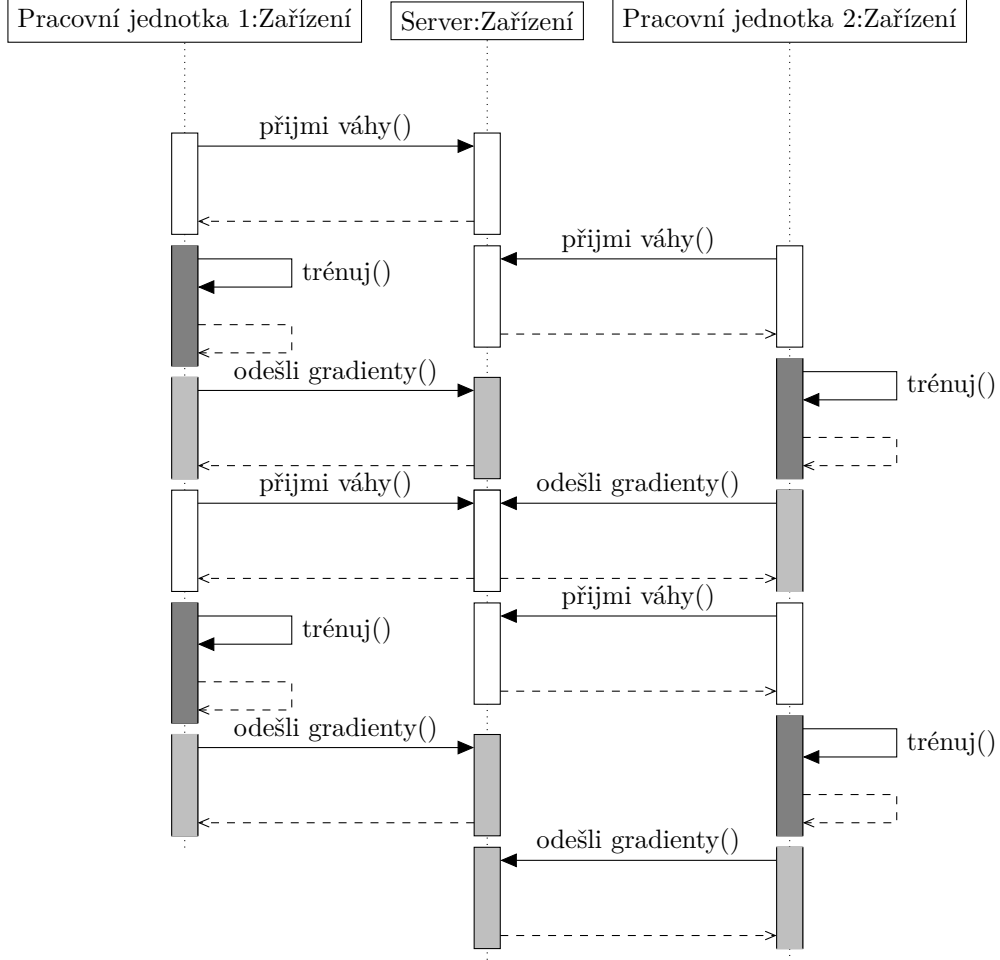 Pracovní jednotka 1:Zařízení
Server:Zařízení
Pracovní jednotka 2:Zařízení
přijmi váhy()
přijmi váhy()
trénuj()
odešli gradienty()
trénuj()
přijmi váhy()
odešli gradienty()
přijmi váhy()
trénuj()
odešli gradienty()
trénuj()
odešli gradienty()